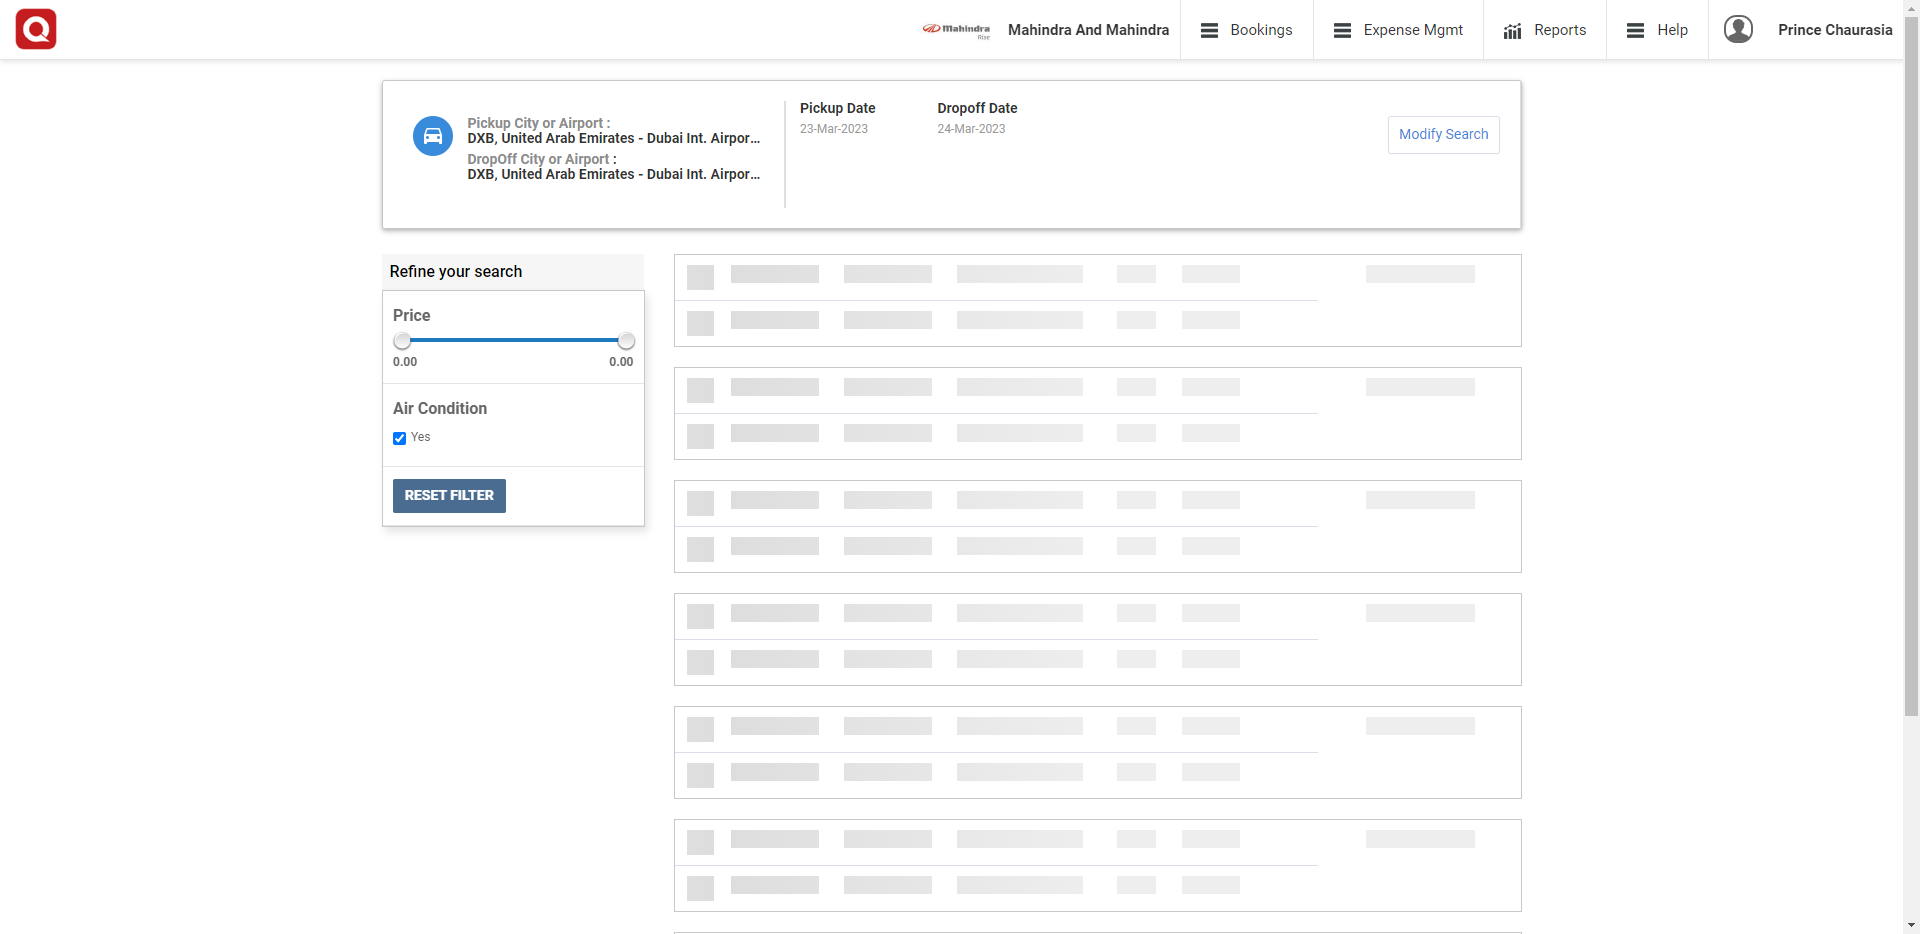 Mahindra Rise
Mahindra And Mahindra
Bookings
Expense Mgmt
Reports
Help
Prince Chaurasia
Pickup City or Airport :
DXB, United Arab Emirates - Dubai Int. Airpor...
DropOff City or Airport :
DXB, United Arab Emirates - Dubai Int. Airpor...
Pickup Date
23-Mar-2023
Dropoff Date
24-Mar-2023
Modify Search
Refine your search
Price
0.00
0.00
Air Condition
Yes
RESET FILTER